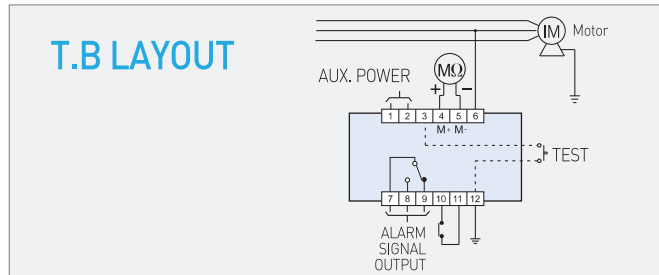 IM Motor
T.B LAYOUT
MΩ
AUX. POWER
+ −
1 2 3 4 5 6
M+ M-
TEST
7 8 9 10 11 12
ALARM
SIGNAL
OUTPUT